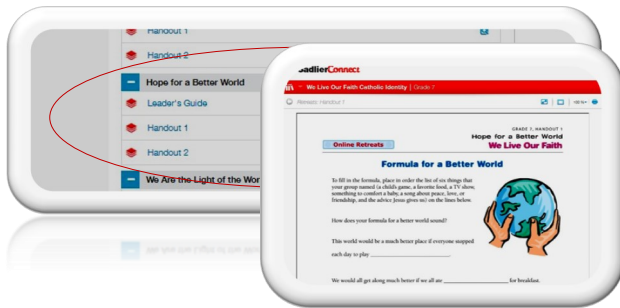 Handout 1
Handout 2
Hope for a Better World
Leader's Guide
Handout 1
Handout 2
We Are the Light of the Wor
adlierConnect
We Live Our Faith Catholic Identity | Grade 7
Retreats: Handout 7
GRADE 7, HANDOUT 1
Hope for a Better World
Online Retreats
We Live Our Faith
Formula for a Better World
To fill in the formula, place in order the list of six things that
your group named (a child's game, a favorite food, a TV show,
something to comfort a baby, a song about peace, love, or
friendship, and the advice Jesus gives us) on the lines below.
How does your formula for a better world sound?
This world would be a much better place if everyone stopped
each day to play
We would all get along much better if we all ate for breakfast.